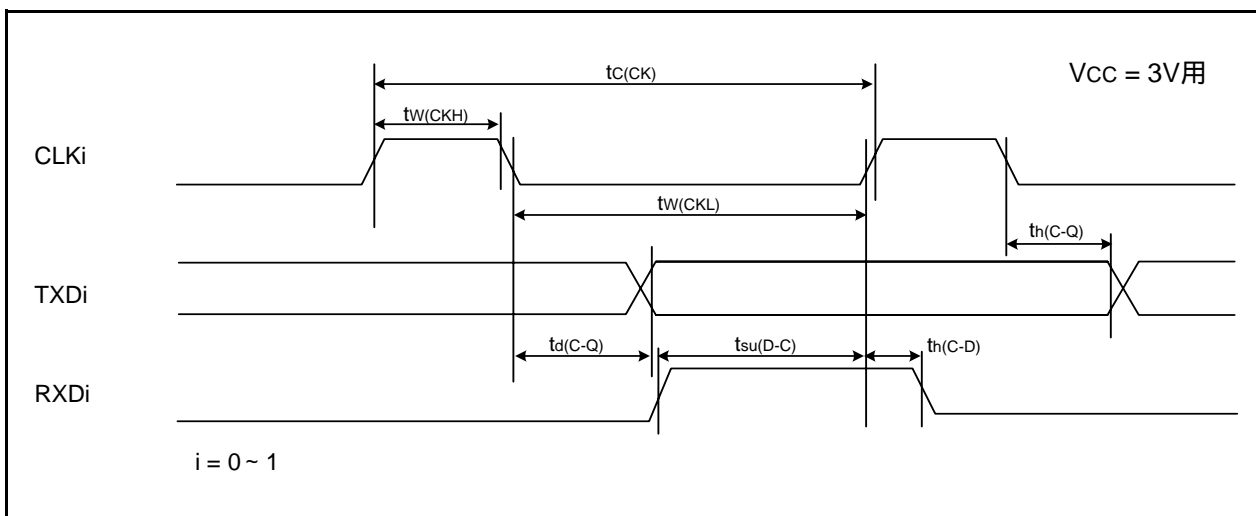 tC(CK)
VCC = 3V用
tW(CKH)
CLKi
tW(CKL)
th(C-Q)
TXDi
td(C-Q)
tsu(D-C)
th(C-D)
RXDi
i = 0~1